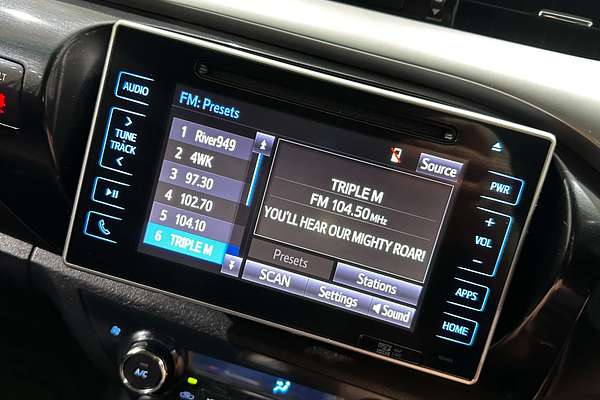 AUDIO
TUNE
TRACK
FM: Presets
1 River949
2 4WK
3 97.30
4 102.70
5 104.10
6 TRIPLE M
Source
TRIPLE M
FM 104.50MHz
YOU'LL HEAR OUR MIGHTY ROAR!
Presets
Stations
SCAN
Settings
Sound
PWR
+
VOL
-
APPS
HOME
A/C